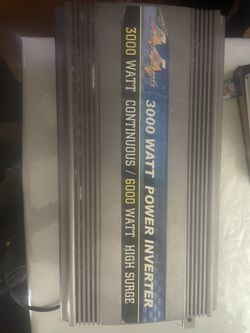 3000 WATT POWER INVERTER
3000 WATT CONTINUOUS / 6000 WATT HIGH SURGE